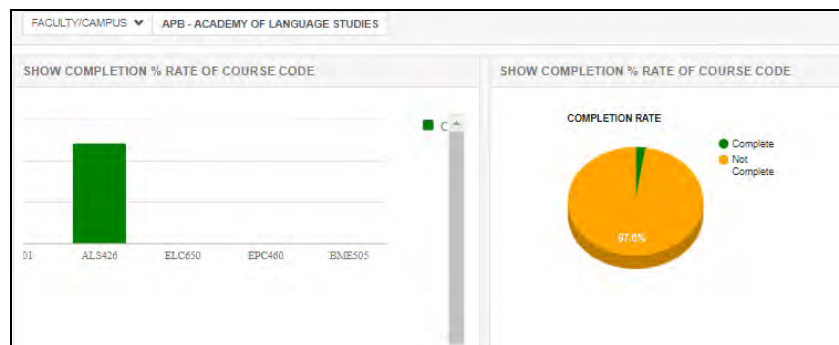 FACULTY/CAMPUS APB - ACADEMY OF LANGUAGE STUDIES
SHOW COMPLETION % RATE OF COURSE CODE
C
01 ALS426 ELC650 EPC460 BME505
SHOW COMPLETION % RATE OF COURSE CODE
COMPLETION RATE
Complete
Not
Complete
97.6%